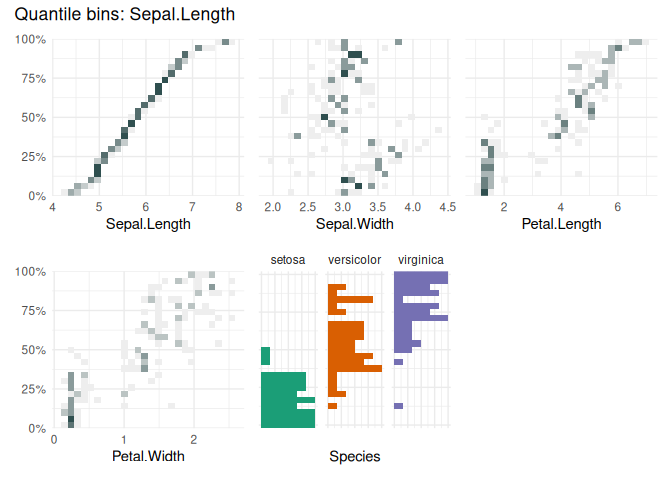 Quantile bins: Sepal.Length
100%
75%
50%
25%
0%
4 5 6 7 8
Sepal.Length
2.0 2.5 3.0 3.5 4.0 4.5
Sepal.Width
2 4 6
Petal.Length
setosa versicolor virginica
100%
75%
50%
25%
0%
0 1 2
Petal.Width
Species